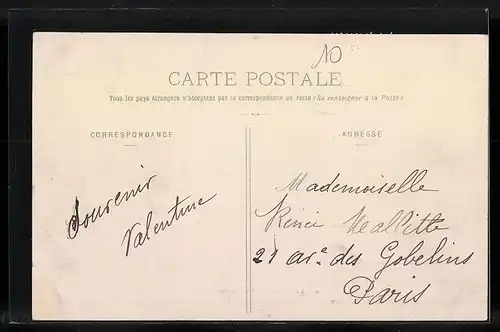 10
CARTE POSTALE
Tous les pays étrangers n'acceptent pas la correspondance au recto (Se renseigner à la Poste)
CORRESPONDANCE
ADRESSE
Souvenir
Valentine
Mademoiselle
21 av.e des Gobelins
Paris